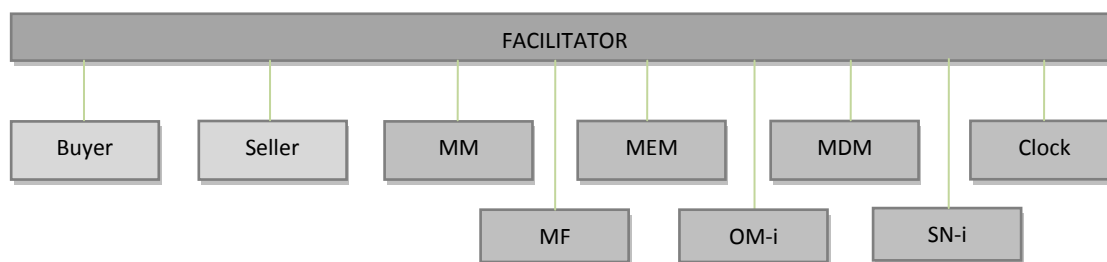 FACILITATOR
Buyer
Seller
MM
MEM
MDM
Clock
MF
OM-i
SN-i